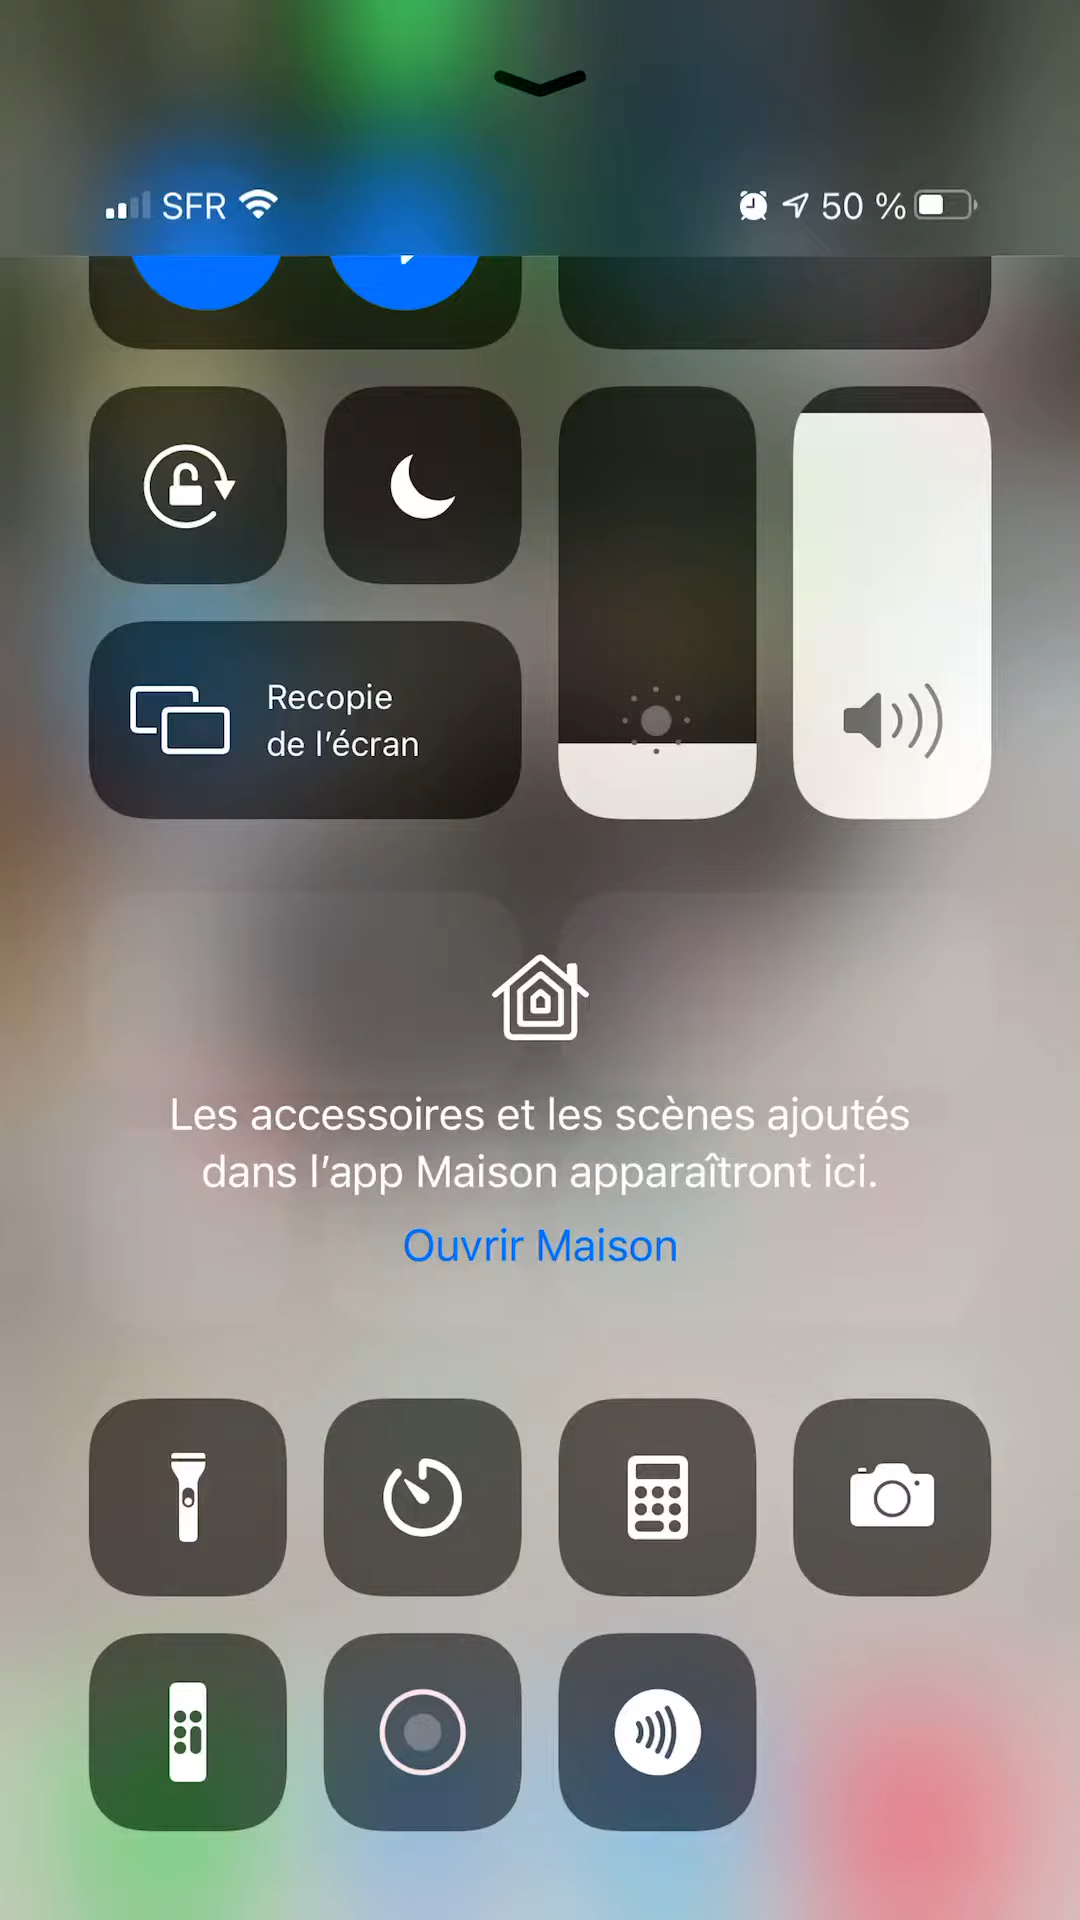 SFR 50 %
Recopie
de l’écran
Les accessoires et les scènes ajoutés
dans l’app Maison apparaîtront ici.
Ouvrir Maison